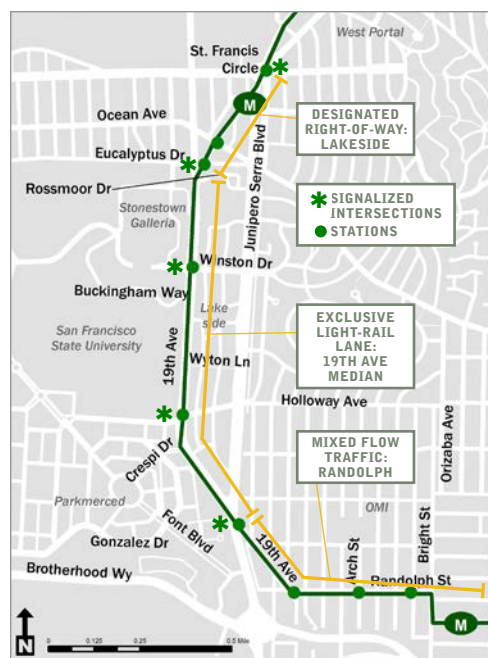 West Portal
St. Francis
Circle
M
Ocean Ave
DESIGNATED
RIGHT-OF-WAY:
LAKESIDE
Eucalyptus Dr
Rossmoor Dr
Junipero Serra Blvd
Stonestown
Galleria
SIGNALIZED
INTERSECTIONS
STATIONS
Winston Dr
Buckingham Way
Lake
side
San Francisco
State University
19th Ave
EXCLUSIVE
LIGHT-RAIL
LANE:
19TH AVE
MEDIAN
Wyton Ln
Holloway Ave
Orizaba Ave
Crespi Dr
MIXED FLOW
TRAFFIC:
RANDOLPH
Parkmerced
OMI
Font Blvd
Gonzalez Dr
19th Ave
Arch St
Bright St
Brotherhood Wy
Randolph St
M
N
0 0.125 0.25 0.5 Mile